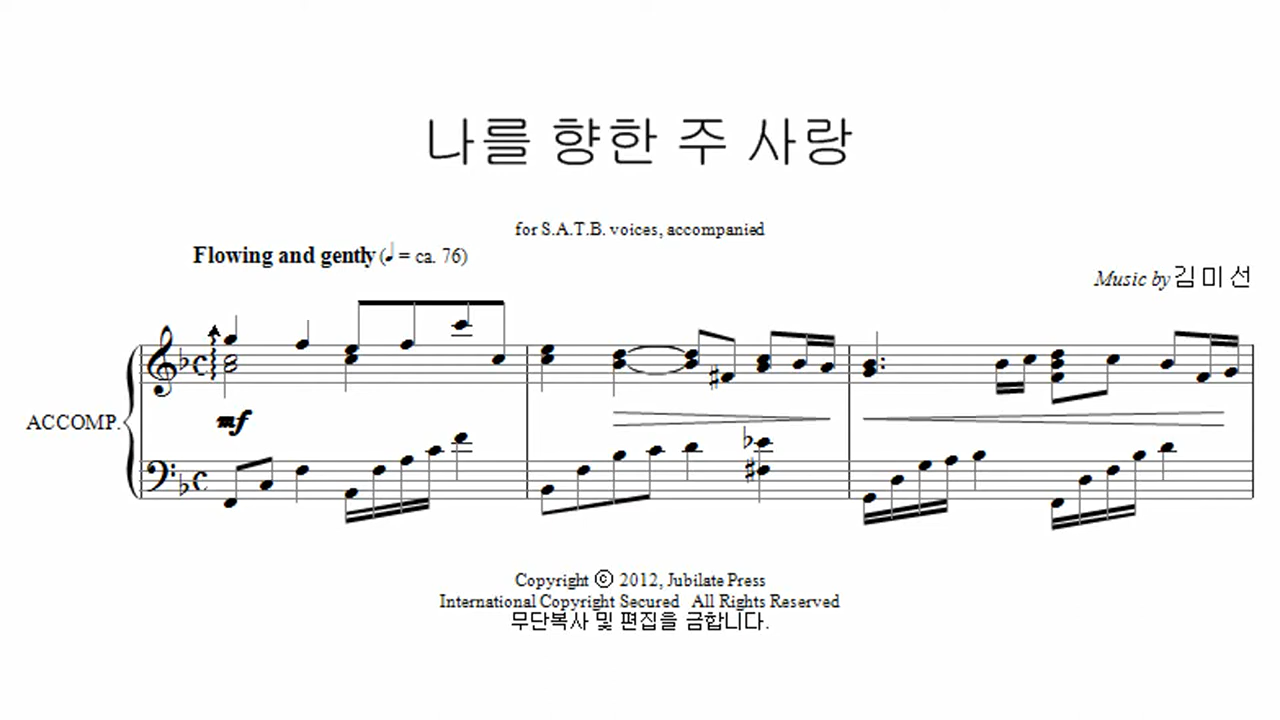 나를 향한 주 사랑
for S.A.T.B. voices, accompanied
Flowing and gently (♩ = ca. 76)
Music by 김미선
ACCOMP.
mf
Copyright © 2012, Jubilate Press
International Copyright Secured All Rights Reserved
무단복사 및 편집을 금합니다.